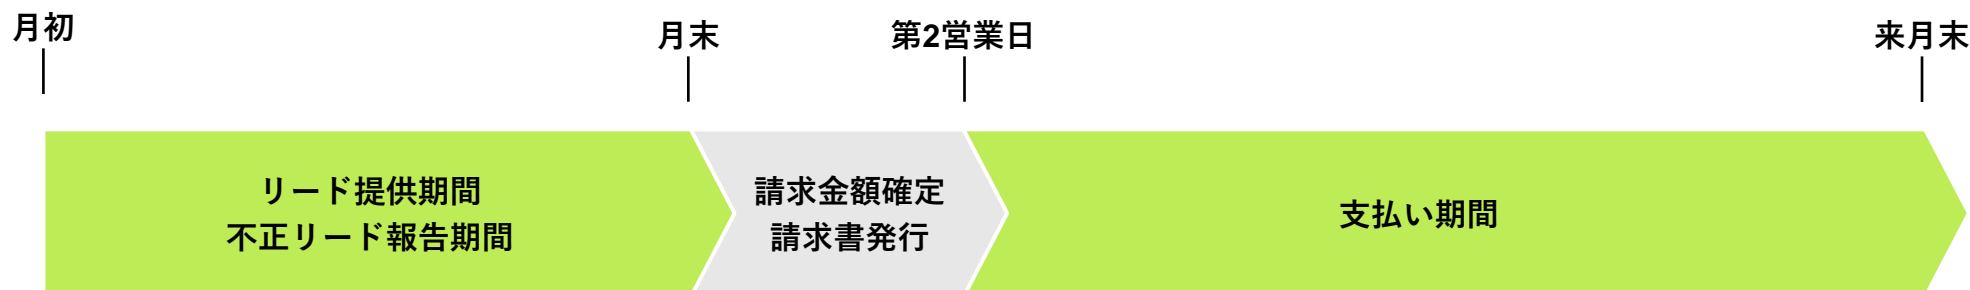 月初
月末
第2営業日
来月末
リード提供期間
不正リード報告期間
請求金額確定
請求書発行
支払い期間